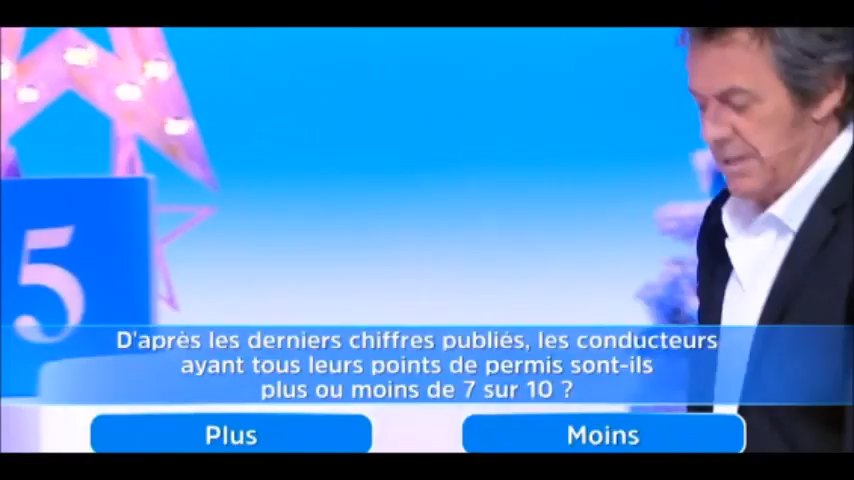 5
D'après les derniers chiffres publiés, les conducteurs
ayant tous leurs points de permis sont-ils
plus ou moins de 7 sur 10 ?
Plus
Moins